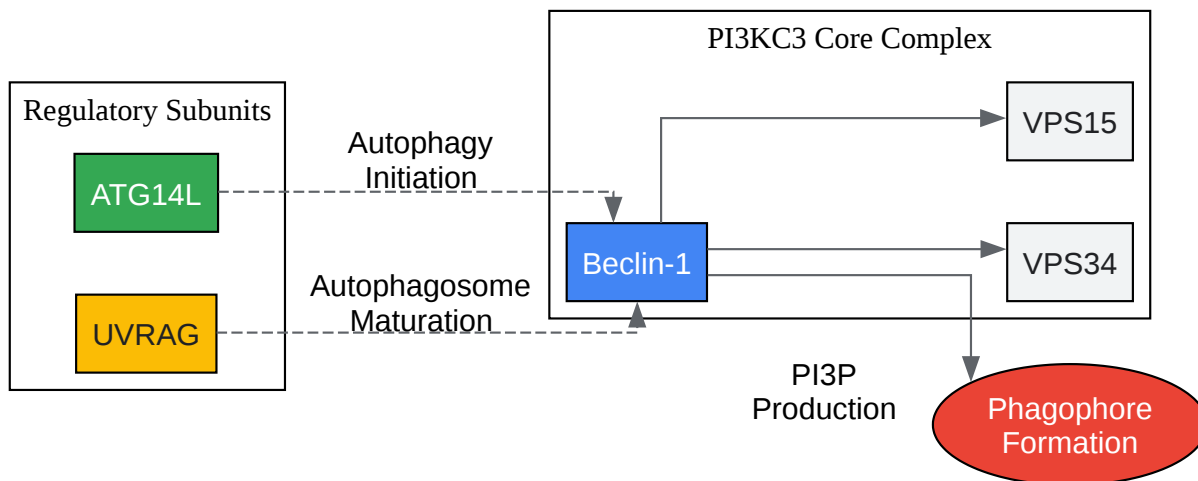 PI3KC3 Core Complex
Regulatory Subunits
VPS15
Autophagy
Initiation
ATG14L
Beclin-1
VPS34
Autophagosome
Maturation
UVRAG
PI3P
Production
Phagophore
Formation